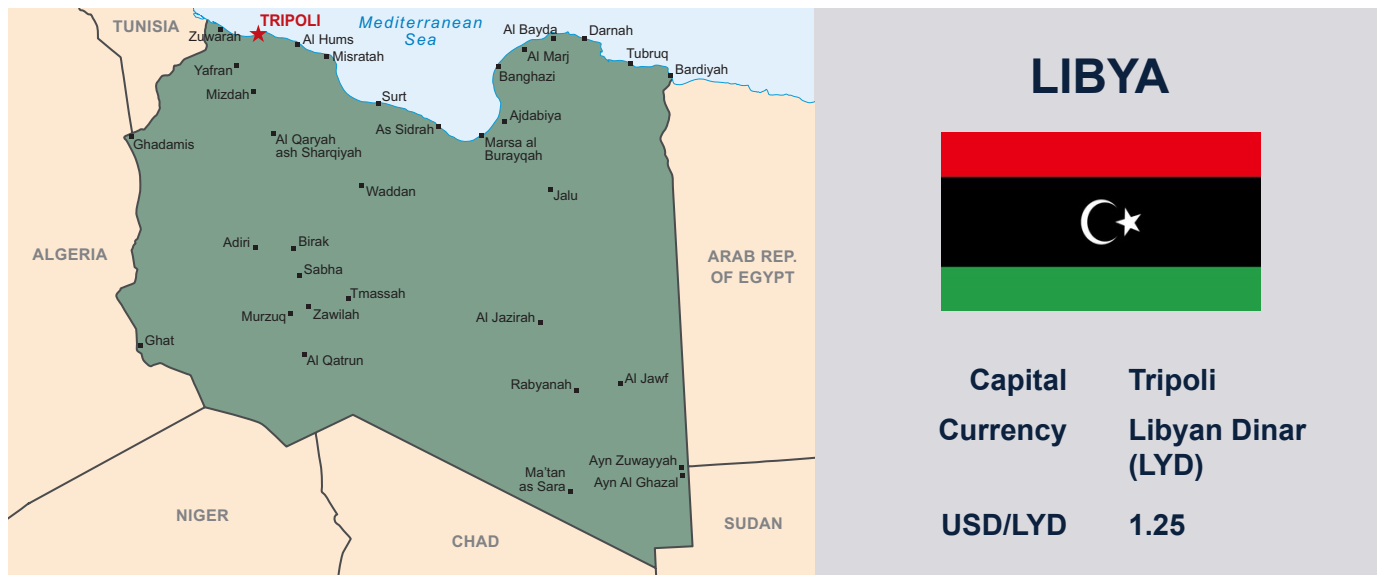 TUNISIA
TRIPOLI
Mediterranean
Sea
Zuwarah
Al Hums
Misratah
Al Bayda
Darnah
Al Marj
Tubruq
Banghazi
Bardiyah
Yafran
Mizdah
Surt
As Sidrah
Ajdabiya
Ghadamis
Al Qaryah
ash Sharqiyah
Marsa al
Burayqah
Waddan
Jalu
ALGERIA
Adiri
Birak
Sabha
ARAB REP.
OF EGYPT
Tmassah
Murzuq
Zawilah
Al Jazirah
Ghat
Al Qatrun
Rabyanah
Al Jawf
Ayn Zuwayyah
Ma'tan
as Sara
Ayn Al Ghazal
NIGER
CHAD
SUDAN
LIBYA
Capital Tripoli
Currency Libyan Dinar
(LYD)
USD/LYD 1.25